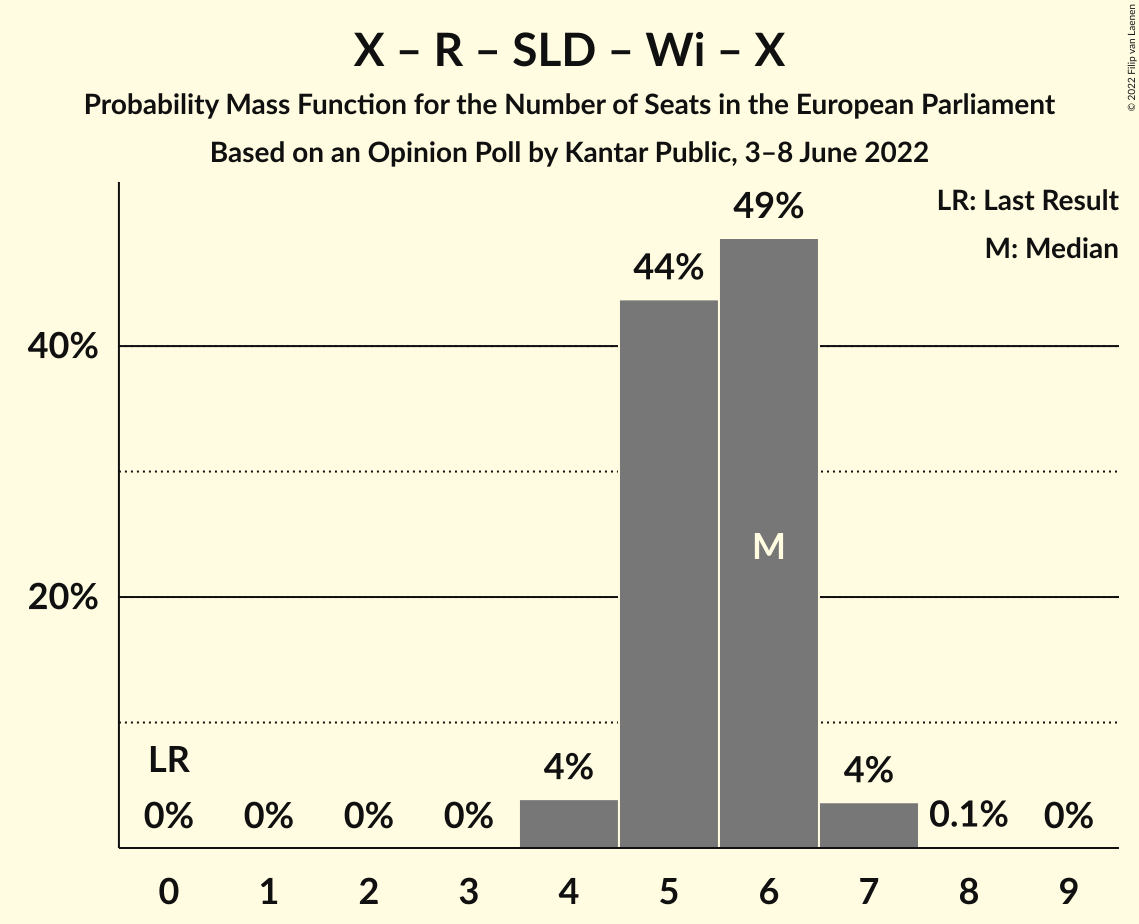 X – R – SLD – Wi – X
Probability Mass Function for the Number of Seats in the European Parliament
Based on an Opinion Poll by Kantar Public, 3–8 June 2022
© 2022 Filip van Laenen
LR: Last Result
M: Median
49%
44%
40%
M
20%
LR
4%
4%
0% 0% 0% 0% 0.1% 0%
0 1 2 3 4 5 6 7 8 9